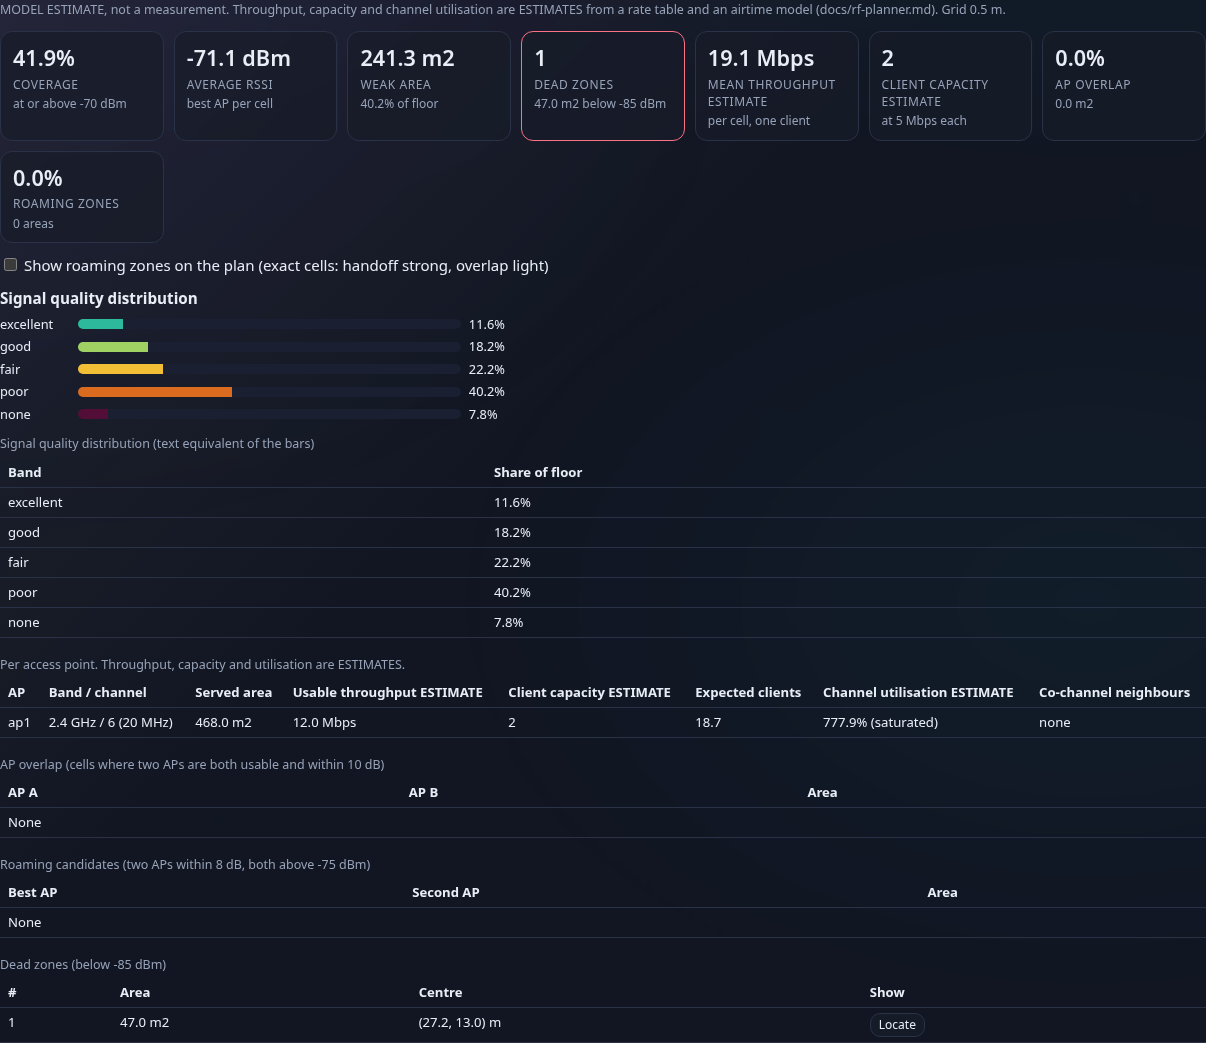 MODEL ESTIMATE, not a measurement. Throughput, capacity and channel utilisation are ESTIMATES from a rate table and an airtime model (docs/rf-planner.md). Grid 0.5 m.
41.9%
COVERAGE
at or above -70 dBm
-71.1 dBm
AVERAGE RSSI
best AP per cell
241.3 m2
WEAK AREA
40.2% of floor
1
DEAD ZONES
47.0 m2 below -85 dBm
19.1 Mbps
MEAN THROUGHPUT
ESTIMATE
per cell, one client
2
CLIENT CAPACITY
ESTIMATE
at 5 Mbps each
0.0%
AP OVERLAP
0.0 m2
0.0%
ROAMING ZONES
0 areas
Show roaming zones on the plan (exact cells: handoff strong, overlap light)
Signal quality distribution
excellent 11.6%
good 18.2%
fair 22.2%
poor 40.2%
none 7.8%
Signal quality distribution (text equivalent of the bars)
Band Share of floor
excellent 11.6%
good 18.2%
fair 22.2%
poor 40.2%
none 7.8%
Per access point. Throughput, capacity and utilisation are ESTIMATES.
AP Band / channel Served area Usable throughput ESTIMATE Client capacity ESTIMATE Expected clients Channel utilisation ESTIMATE Co-channel neighbours
ap1 2.4 GHz / 6 (20 MHz) 468.0 m2 12.0 Mbps 2 18.7 777.9% (saturated) none
AP overlap (cells where two APs are both usable and within 10 dB)
AP A AP B Area
None
Roaming candidates (two APs within 8 dB, both above -75 dBm)
Best AP Second AP Area
None
Dead zones (below -85 dBm)
# Area Centre Show
1 47.0 m2 (27.2, 13.0) m Locate